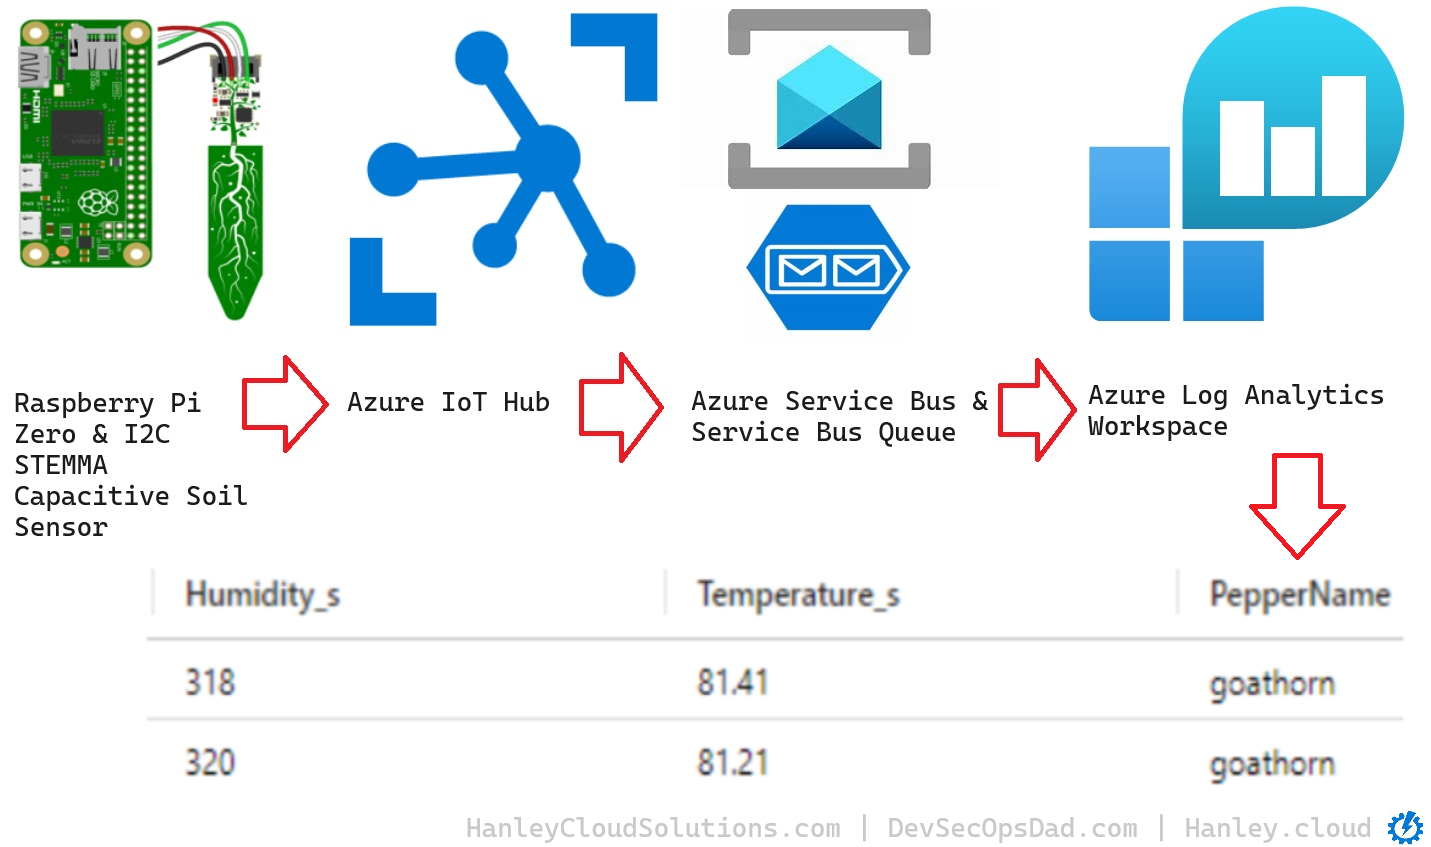 HDMI
Raspberry Pi
Zero & I2C
STEMMA
Capacitive Soil
Sensor
Azure IoT Hub
Azure Service Bus &
Service Bus Queue
Azure Log Analytics
Workspace
Humidity_s Temperature_s PepperName
318 81.41 goathorn
320 81.21 goathorn
HanleyCloudSolutions.com | DevSecOpsDad.com | Hanley.cloud